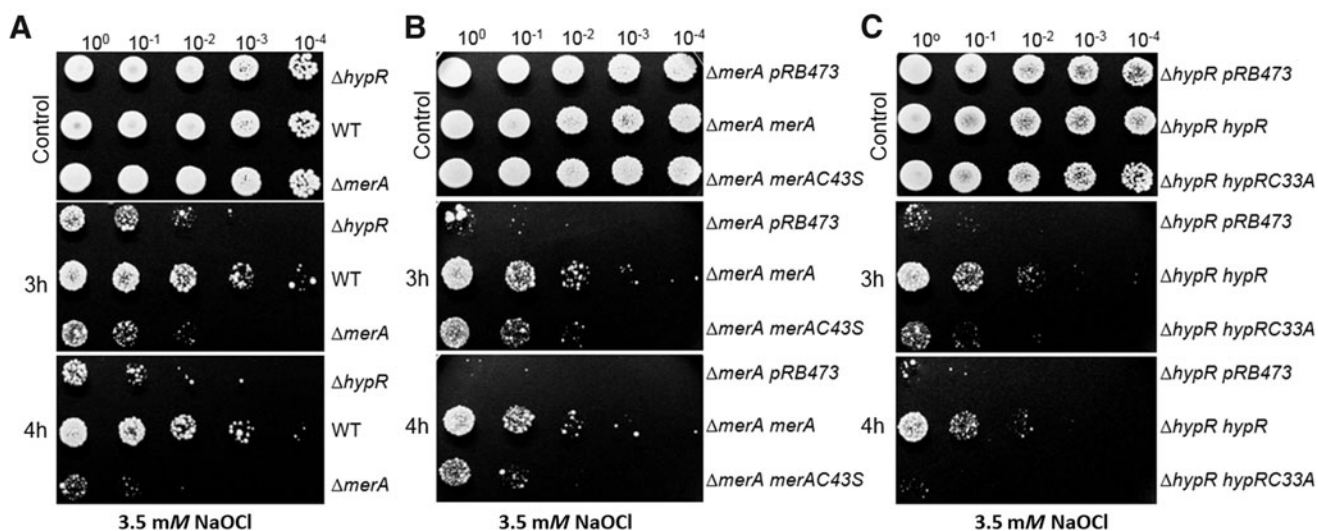 A
10⁰ 10⁻¹ 10⁻² 10⁻³ 10⁻⁴
Control
ΔhypR
WT
ΔmerA
3h
ΔhypR
WT
ΔmerA
4h
ΔhypR
WT
ΔmerA
3.5 mM NaOCl
B
10⁰ 10⁻¹ 10⁻² 10⁻³ 10⁻⁴
Control
ΔmerA pRB473
ΔmerA merA
ΔmerA merAC43S
3h
ΔmerA pRB473
ΔmerA merA
ΔmerA merAC43S
4h
ΔmerA pRB473
ΔmerA merA
ΔmerA merAC43S
3.5 mM NaOCl
C
10⁰ 10⁻¹ 10⁻² 10⁻³ 10⁻⁴
Control
ΔhypR pRB473
ΔhypR hypR
ΔhypR hypRC33A
3h
ΔhypR pRB473
ΔhypR hypR
ΔhypR hypRC33A
4h
ΔhypR pRB473
ΔhypR hypR
ΔhypR hypRC33A
3.5 mM NaOCl